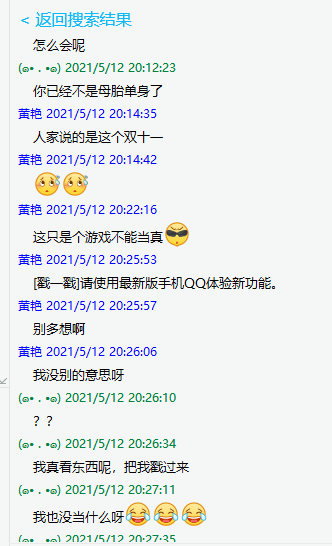 < 返回搜索结果
怎么会呢
(๑• . •๑) 2021/5/12 20:12:23
你已经不是母胎单身了
黄艳 2021/5/12 20:14:35
人家说的是这个双十一
黄艳 2021/5/12 20:14:42
黄艳 2021/5/12 20:22:16
这只是个游戏不能当真
黄艳 2021/5/12 20:25:53
[戳一戳]请使用最新版手机QQ体验新功能。
黄艳 2021/5/12 20:25:57
别多想啊
黄艳 2021/5/12 20:26:06
我没别的意思呀
(๑• . •๑) 2021/5/12 20:26:10
？？
(๑• . •๑) 2021/5/12 20:26:34
我真看东西呢，把我戳过来
(๑• . •๑) 2021/5/12 20:27:11
我也没当什么呀
(๑• . •๑) 2021/5/12 20:27:35